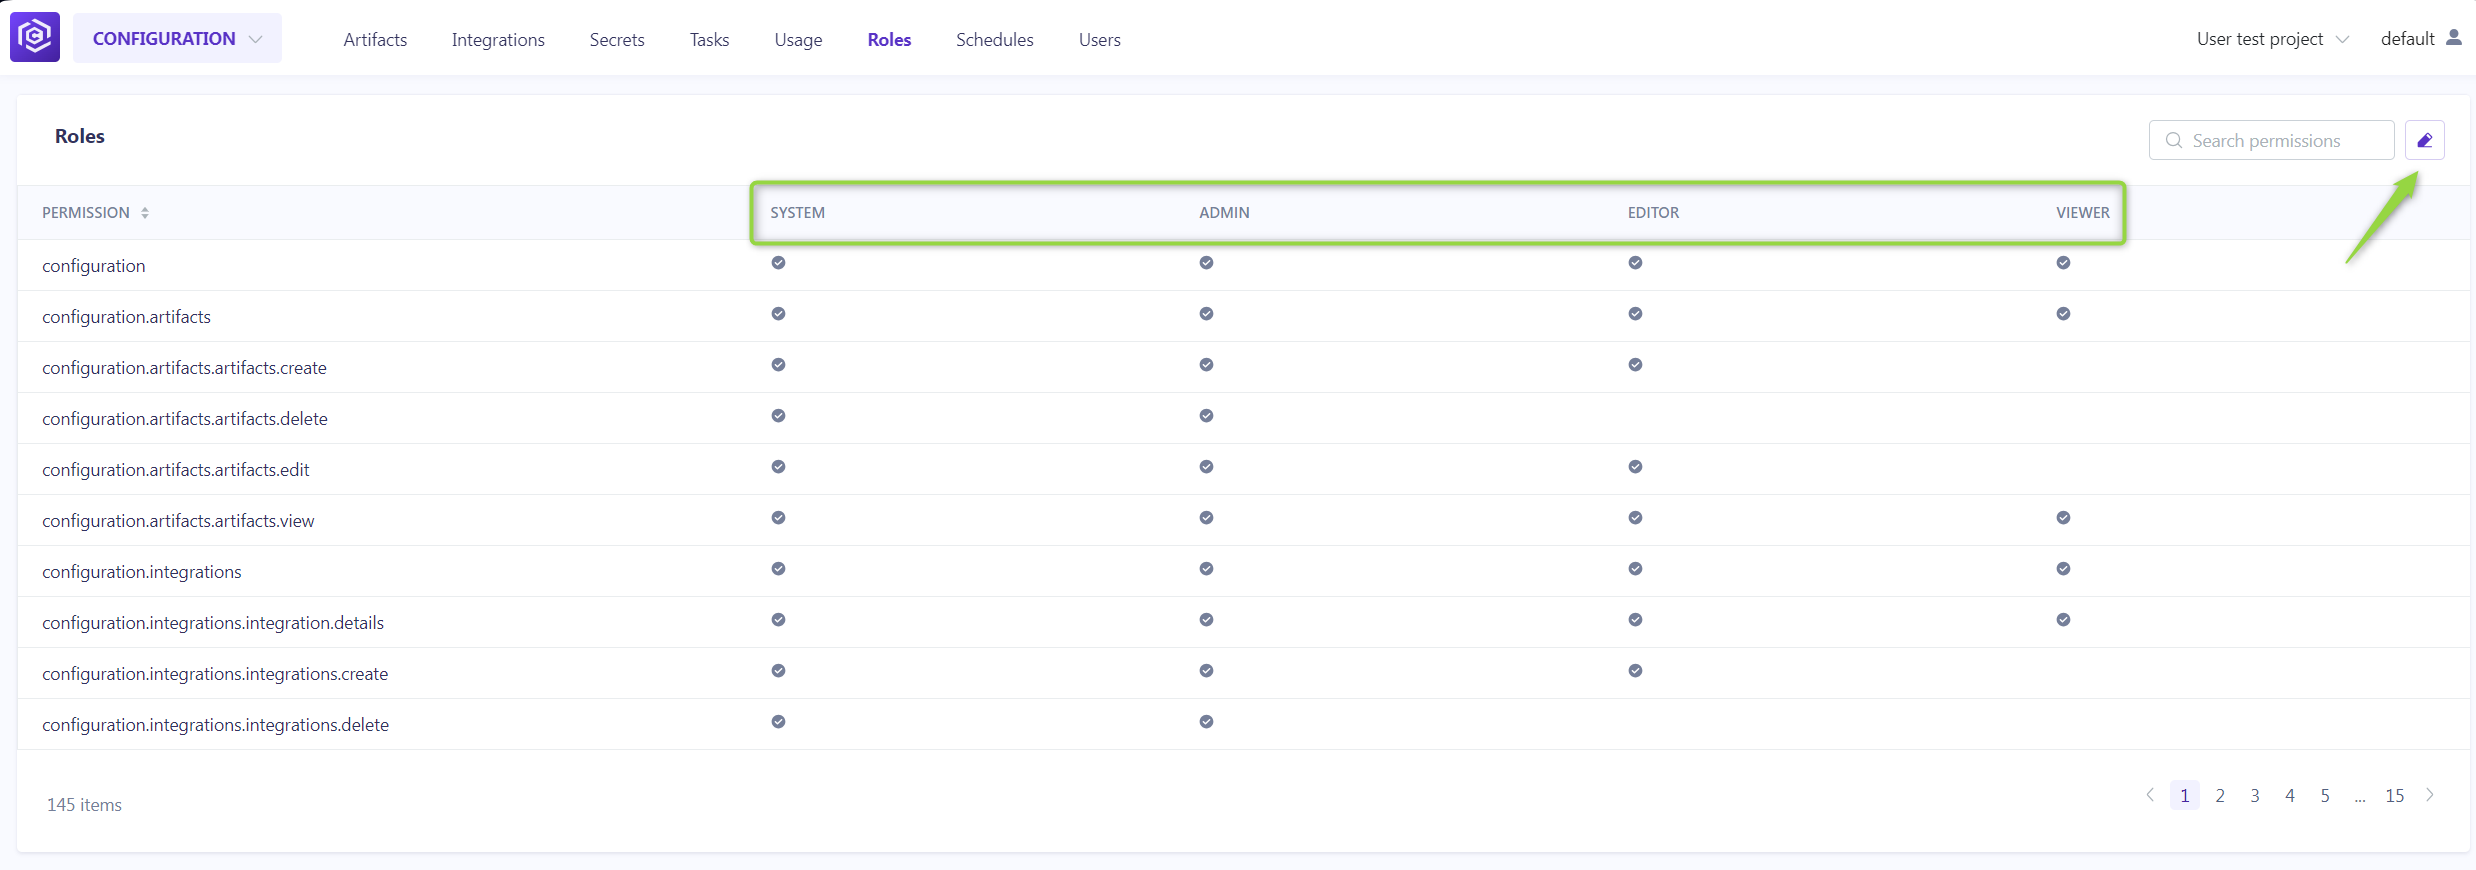 CONFIGURATION Artifacts Integrations Secrets Tasks Usage Roles Schedules Users User test project default
Roles Search permissions
PERMISSION SYSTEM ADMIN EDITOR VIEWER
configuration
configuration.artifacts
configuration.artifacts.artifacts.create
configuration.artifacts.artifacts.delete
configuration.artifacts.artifacts.edit
configuration.artifacts.artifacts.view
configuration.integrations
configuration.integrations.integration.details
configuration.integrations.integrations.create
configuration.integrations.integrations.delete
145 items 1 2 3 4 5 ... 15